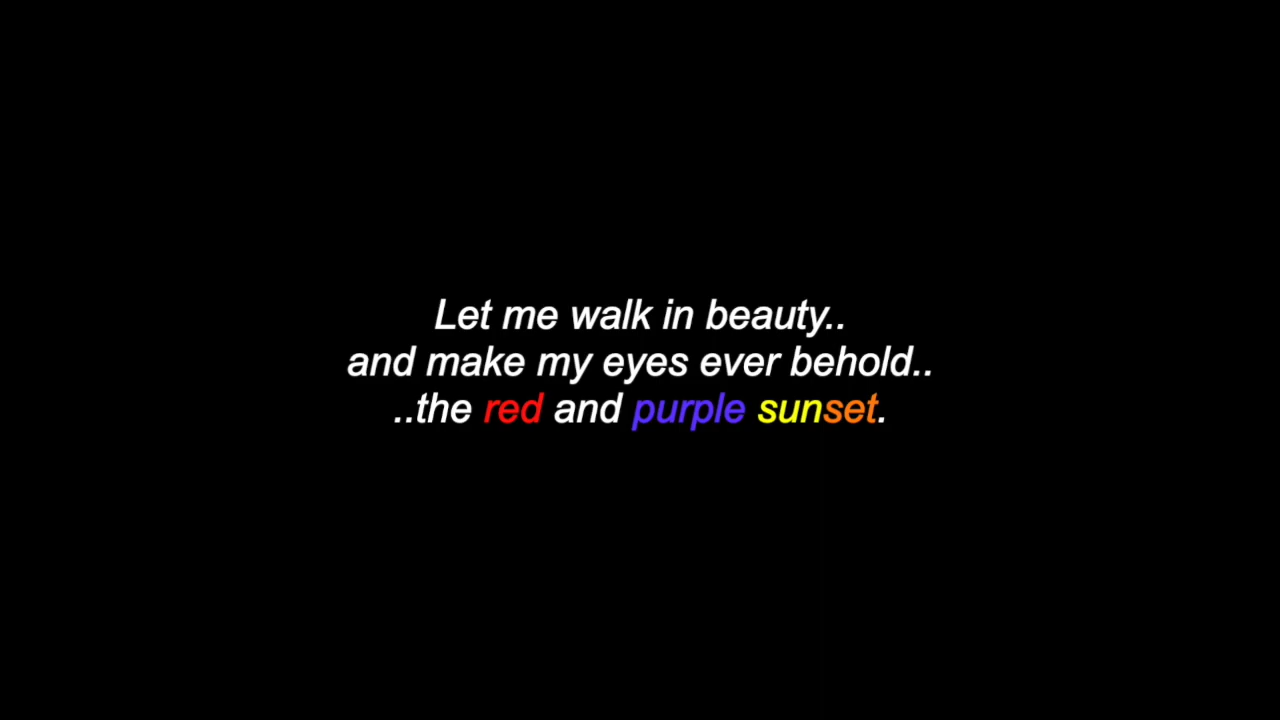 Let me walk in beauty..
and make my eyes ever behold..
..the red and purple sunset.